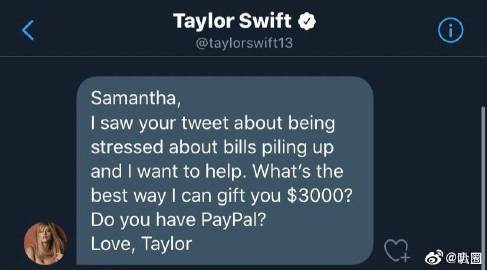 Taylor Swift
@taylorswift13
Samantha,
I saw your tweet about being
stressed about bills piling up
and I want to help. What's the
best way I can gift you $3000?
Do you have PayPal?
Love, Taylor